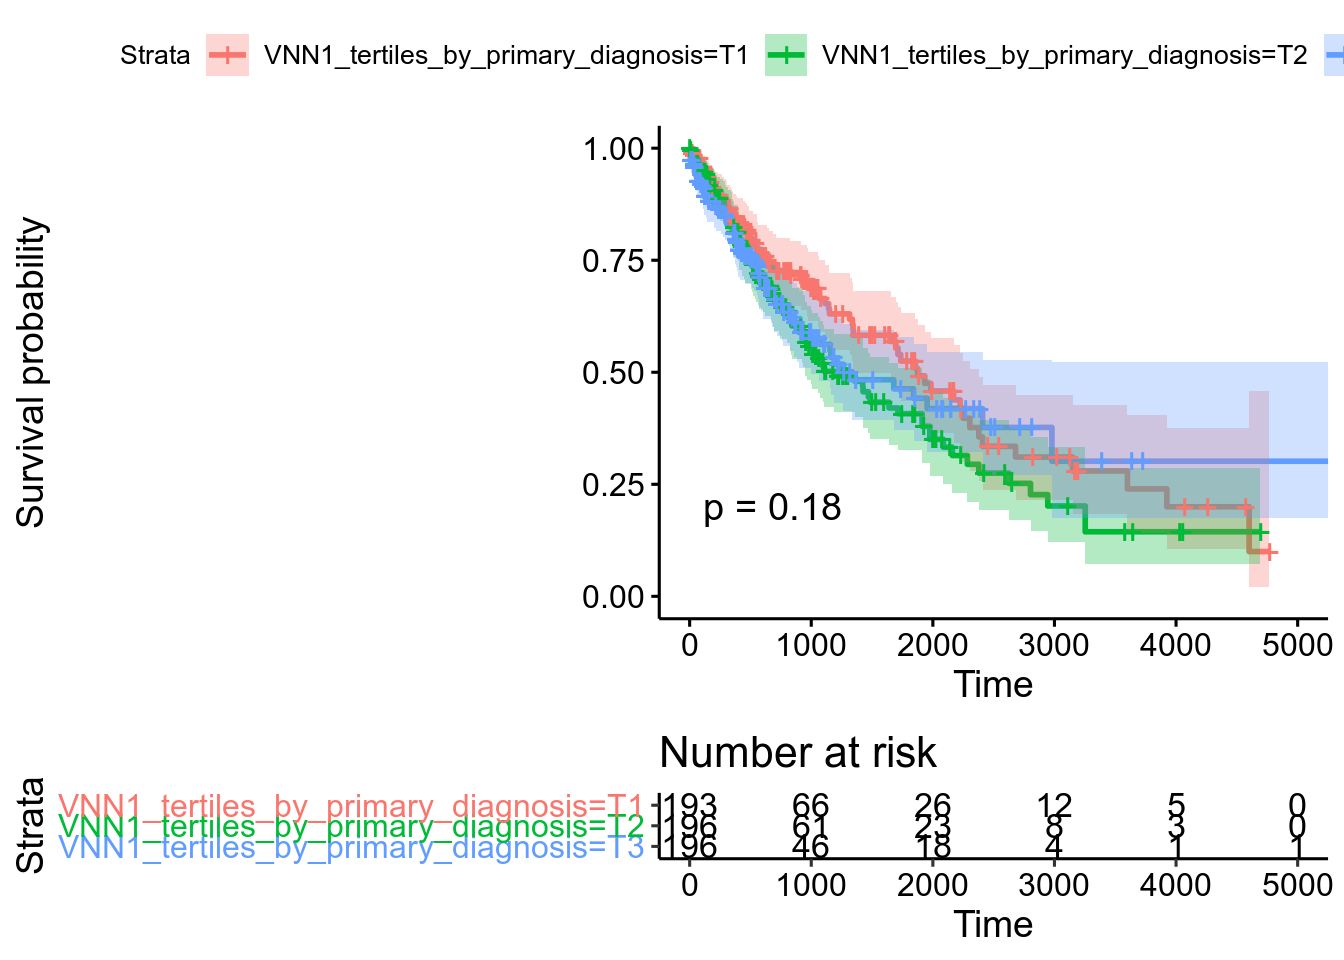 Strata VNN1_tertiles_by_primary_diagnosis=T1 VNN1_tertiles_by_primary_diagnosis=T2
Survival probability
1.00
0.75
0.50
0.25
0.00
p = 0.18
0 1000 2000 3000 4000 5000
Time
Number at risk
Strata
VNN1_tertiles_by_primary_diagnosis=T1 193 66 26 12 5 0
VNN1_tertiles_by_primary_diagnosis=T2 196 61 23 8 3 0
VNN1_tertiles_by_primary_diagnosis=T3 196 46 18 4 1 1
0 1000 2000 3000 4000 5000
Time